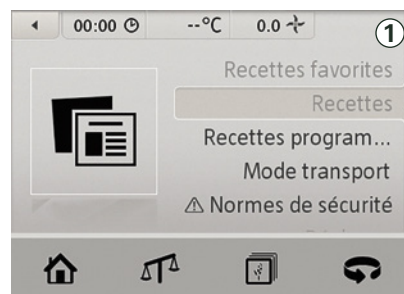 00:00 --°C 0.0
1
Recettes favorites
Recettes
Recettes program...
Mode transport
Normes de sécurité